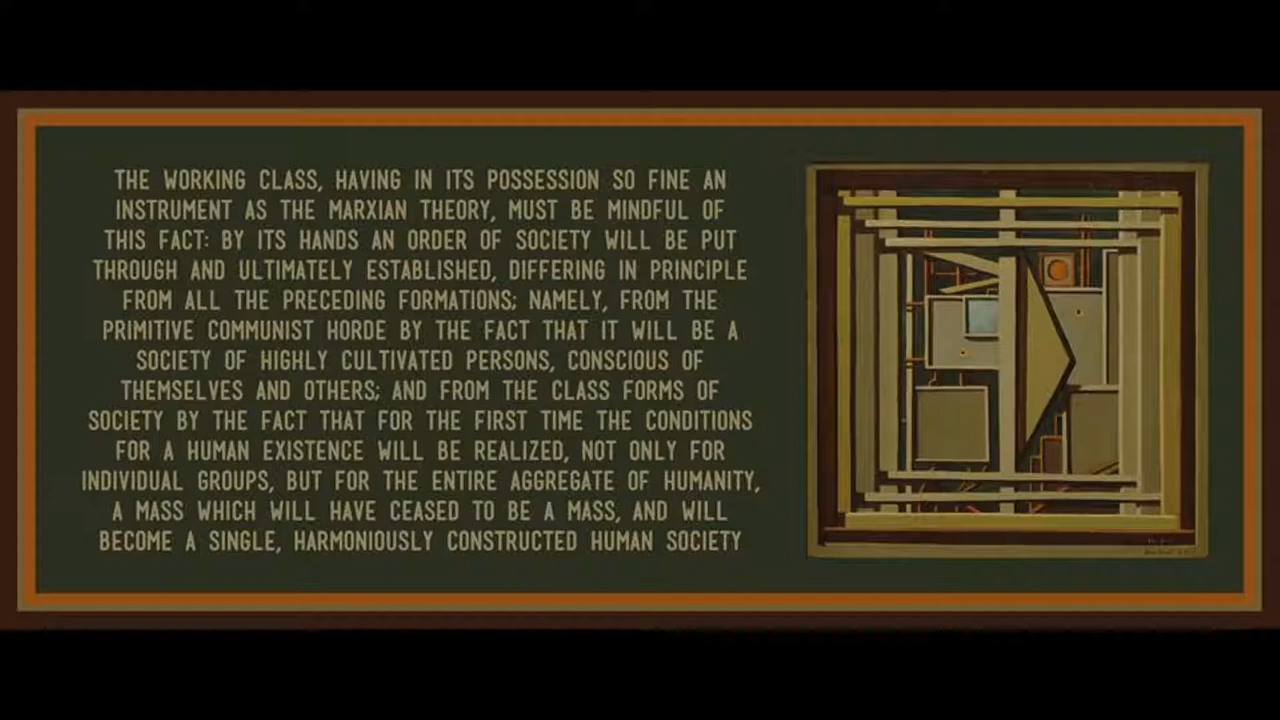 THE WORKING CLASS, HAVING IN ITS POSSESSION SO FINE AN
INSTRUMENT AS THE MARXIAN THEORY, MUST BE MINDFUL OF
THIS FACT: BY ITS HANDS AN ORDER OF SOCIETY WILL BE PUT
THROUGH AND ULTIMATELY ESTABLISHED, DIFFERING IN PRINCIPLE
FROM ALL THE PRECEDING FORMATIONS; NAMELY, FROM THE
PRIMITIVE COMMUNIST HORDE BY THE FACT THAT IT WILL BE A
SOCIETY OF HIGHLY CULTIVATED PERSONS, CONSCIOUS OF
THEMSELVES AND OTHERS; AND FROM THE CLASS FORMS OF
SOCIETY BY THE FACT THAT FOR THE FIRST TIME THE CONDITIONS
FOR A HUMAN EXISTENCE WILL BE REALIZED, NOT ONLY FOR
INDIVIDUAL GROUPS, BUT FOR THE ENTIRE AGGREGATE OF HUMANITY,
A MASS WHICH WILL HAVE CEASED TO BE A MASS, AND WILL
BECOME A SINGLE, HARMONIOUSLY CONSTRUCTED HUMAN SOCIETY